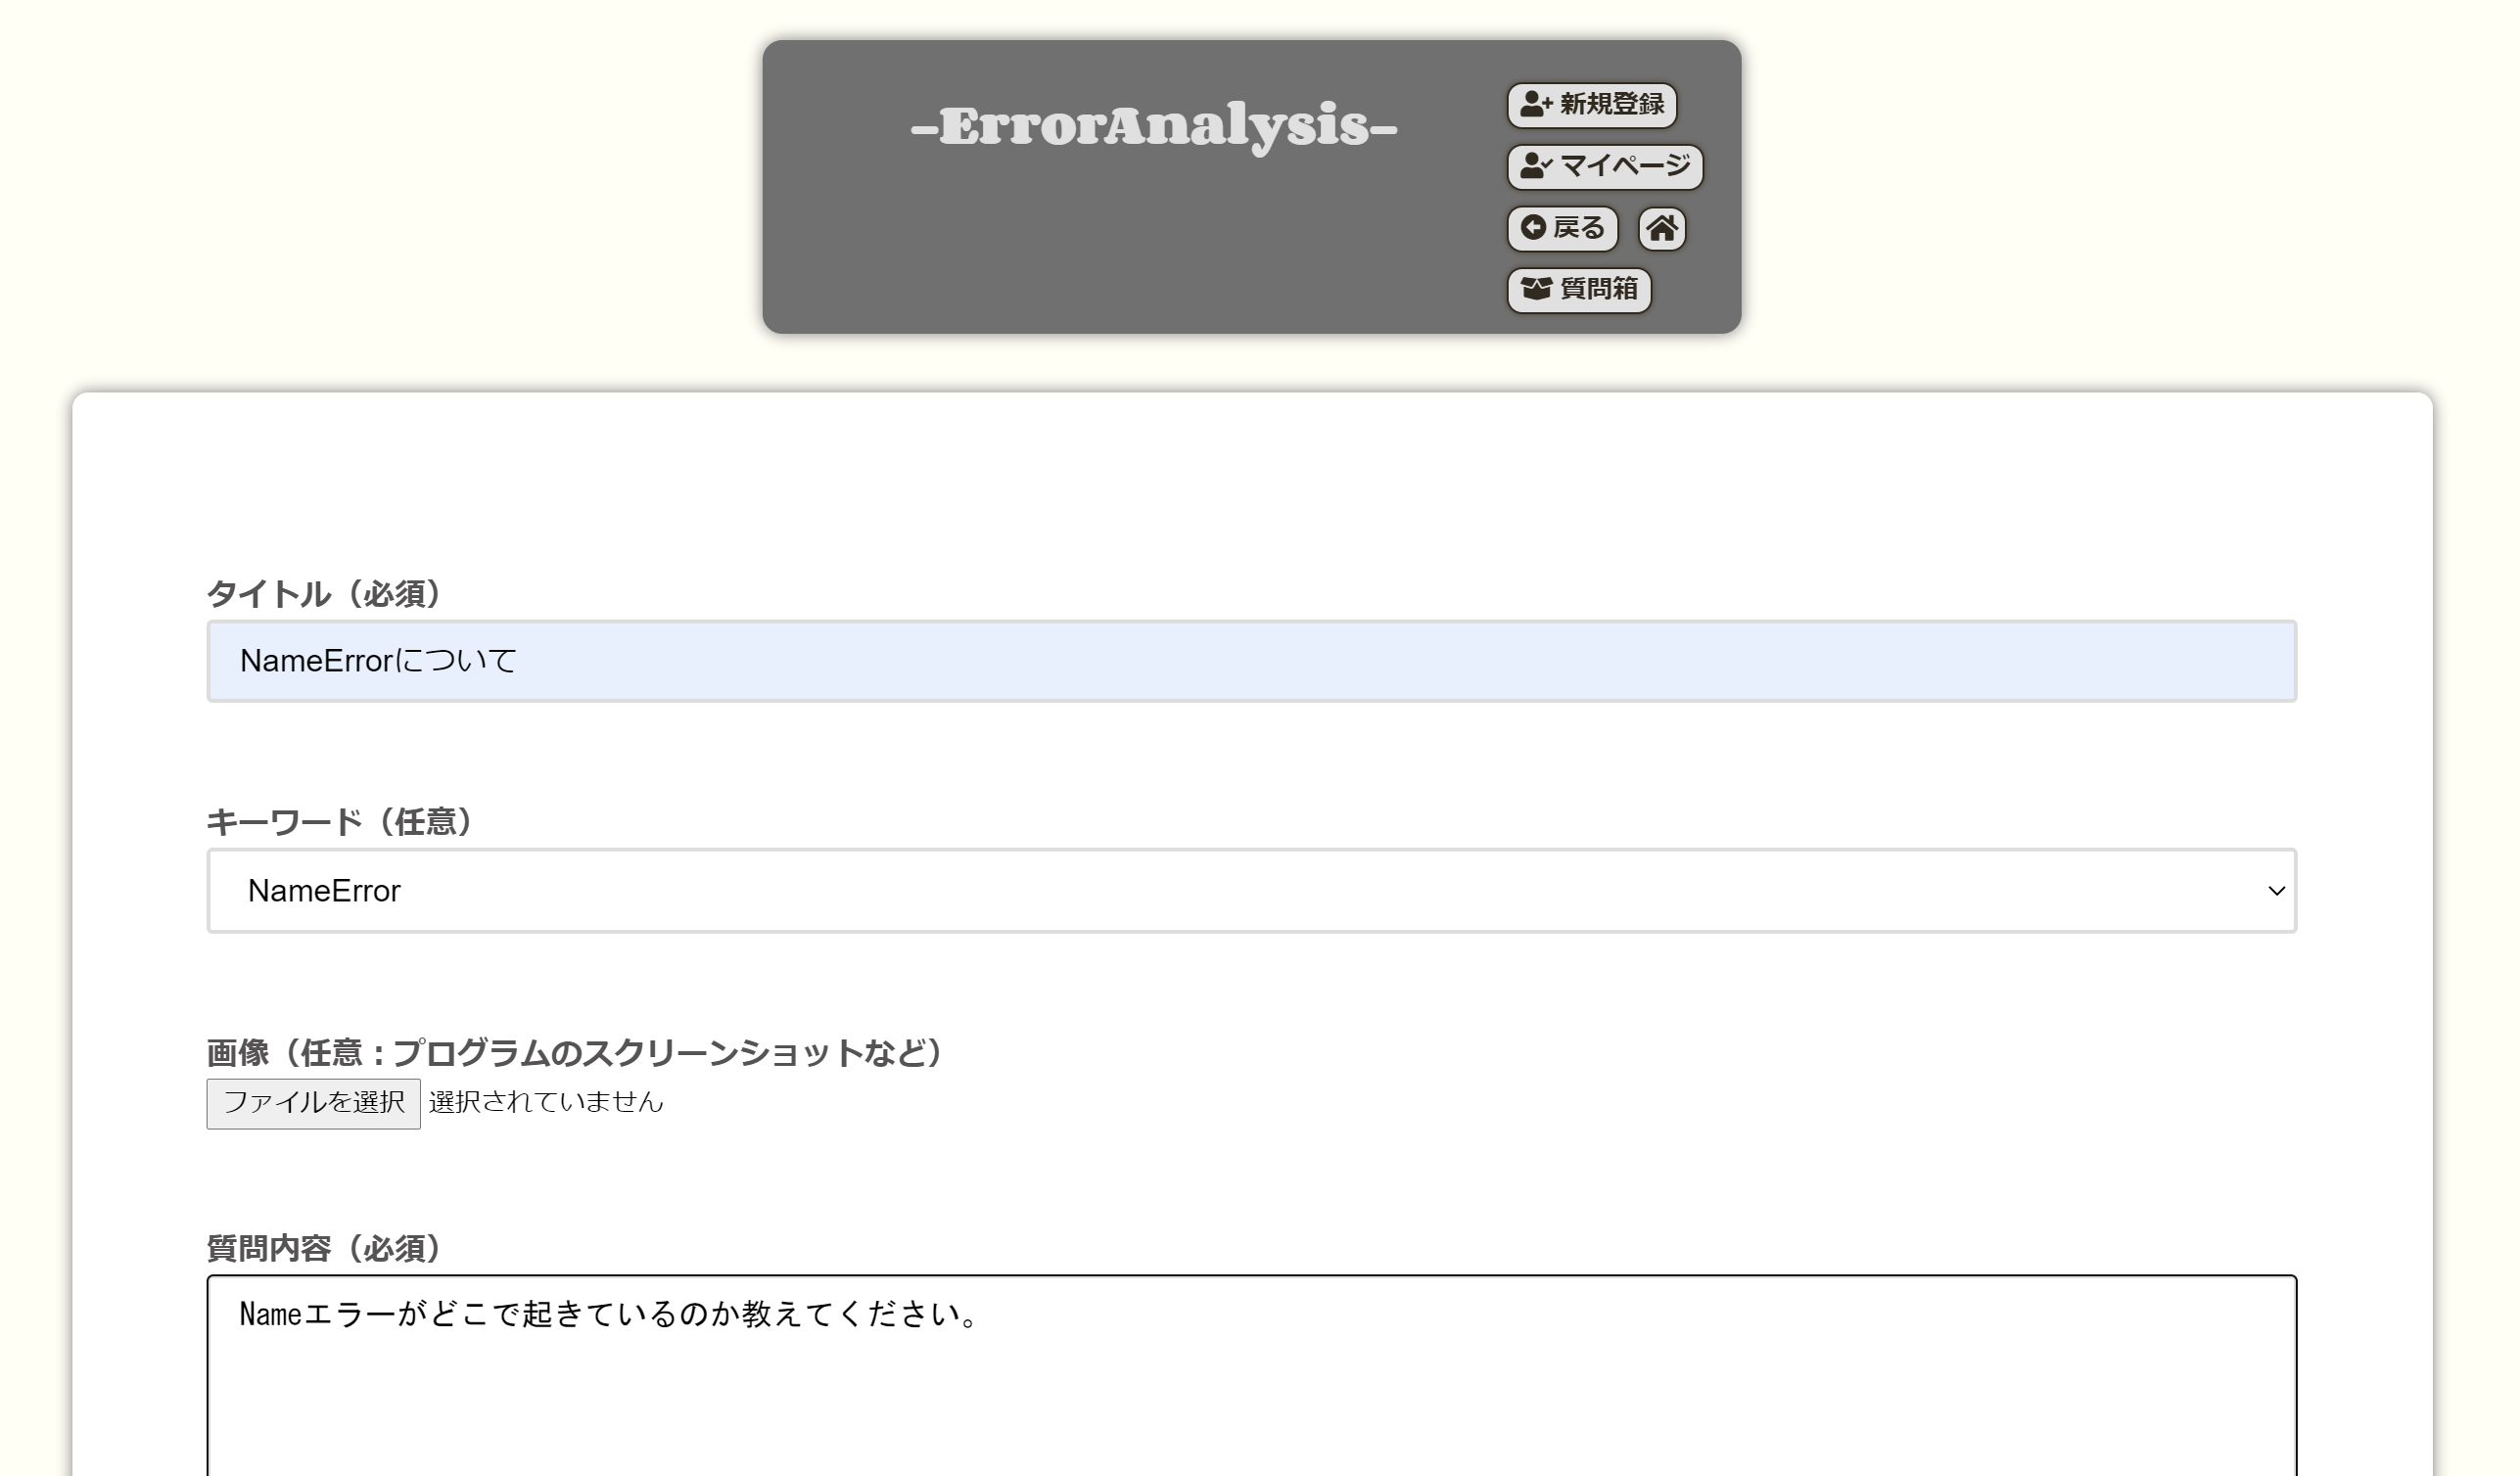 -ErrorAnalysis-
新規登録
マイページ
戻る
質問箱
タイトル（必須）
NameErrorについて
キーワード（任意）
NameError
画像（任意：プログラムのスクリーンショットなど）
ファイルを選択 選択されていません
質問内容（必須）
Nameエラーがどこで起きているのか教えてください。